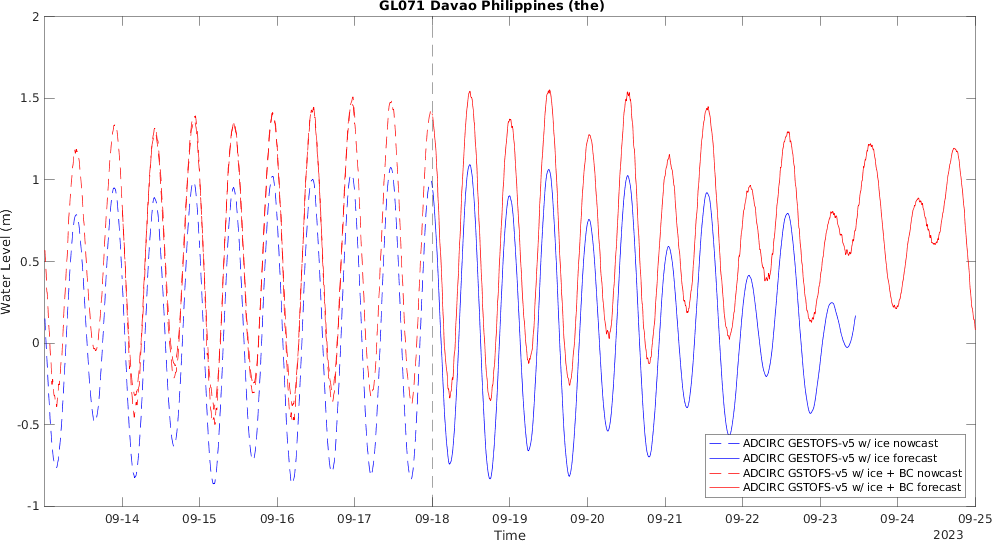 GL071 Davao Philippines (the)
2
1.5
1
0.5
0
-0.5
-1
Water Level (m)
ADCIRC GESTOFS-v5 w/ ice nowcast
ADCIRC GESTOFS-v5 w/ ice forecast
ADCIRC GSTOFS-v5 w/ ice + BC nowcast
ADCIRC GSTOFS-v5 w/ ice + BC forecast
09-14 09-15 09-16 09-17 09-18 09-19 09-20 09-21 09-22 09-23 09-24 09-25
Time
2023